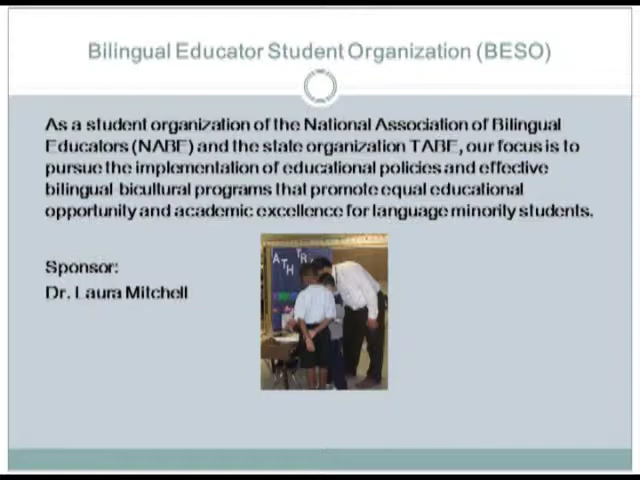 Bilingual Educator Student Organization (BESO)
As a student organization of the National Association of Bilingual
Educators (NABE) and the state organization TABE, our focus is to
pursue the implementation of educational policies and effective
bilingual-bicultural programs that promote equal educational
opportunity and academic excellence for language minority students.
Sponsor:
Dr. Laura Mitchell